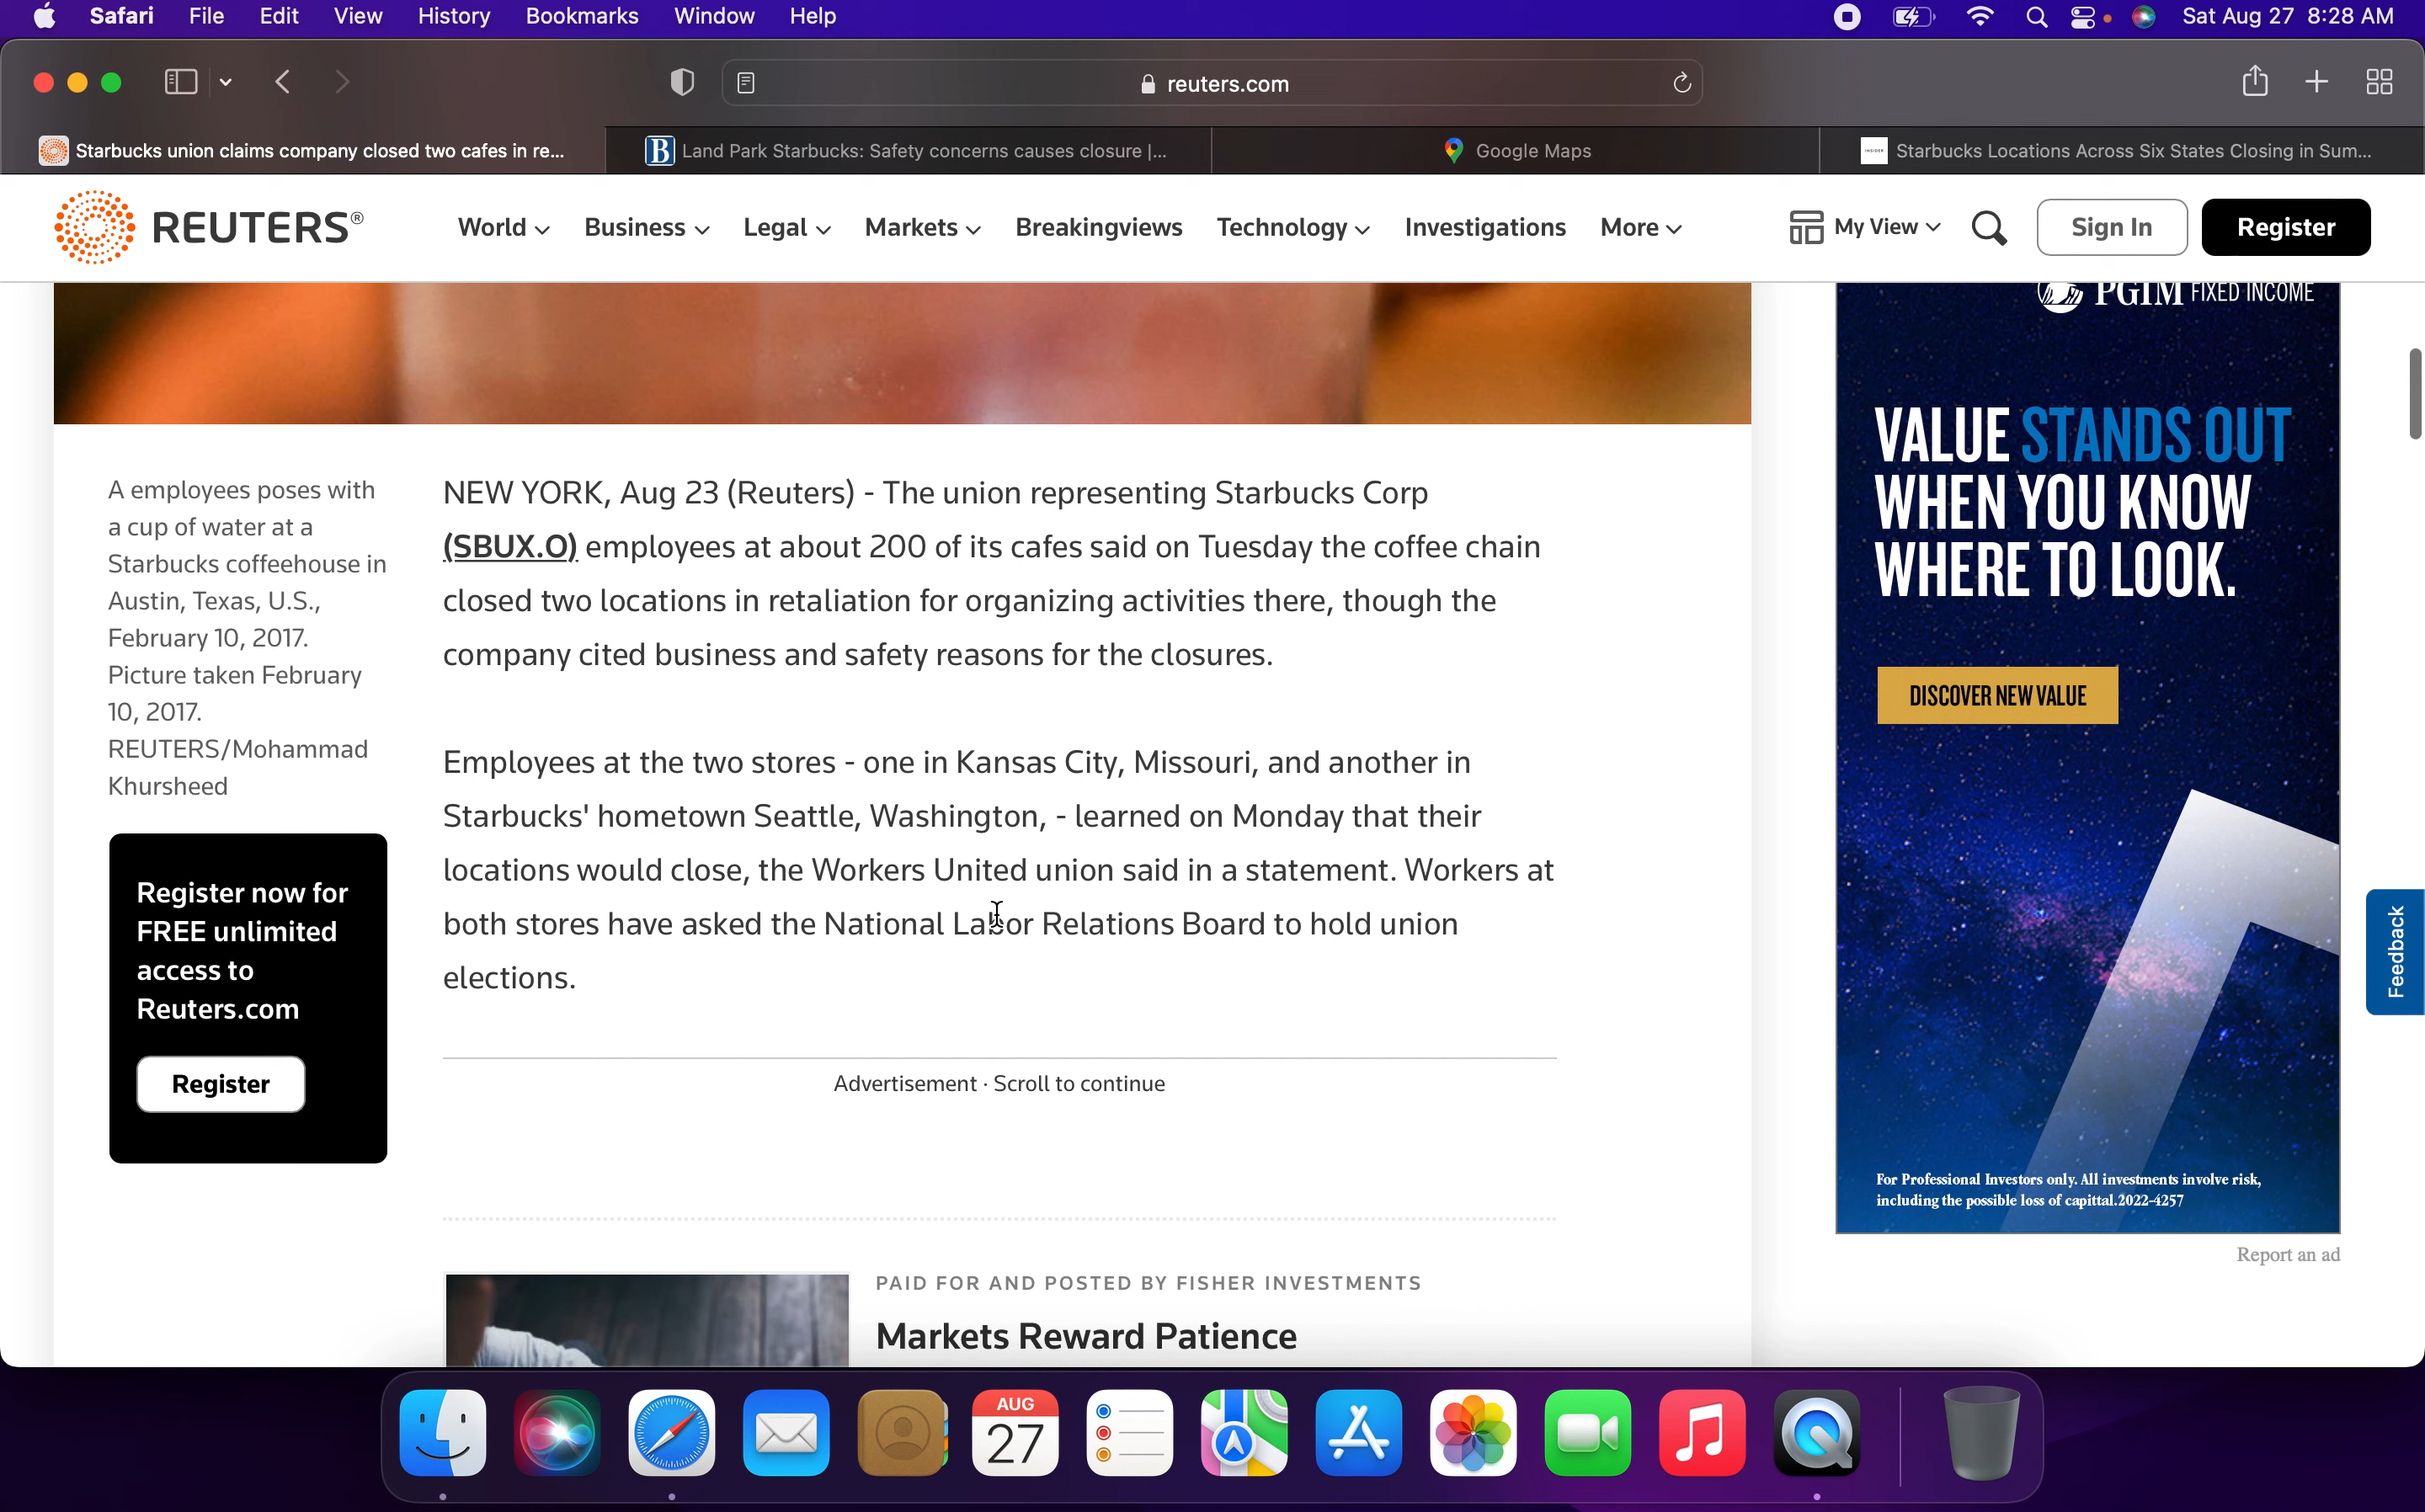 Safari File Edit View History Bookmarks Window Help Sat Aug 27 8:28 AM
reuters.com
Starbucks union claims company closed two cafes in re...
B Land Park Starbucks: Safety concerns causes closure |...
Google Maps
INSIDER Starbucks Locations Across Six States Closing in Sum...
REUTERS® World Business Legal Markets Breakingviews Technology Investigations More My View Sign In Register
PGIM FIXED INCOME
A employees poses with
a cup of water at a
Starbucks coffeehouse in
Austin, Texas, U.S.,
February 10, 2017.
Picture taken February
10, 2017.
REUTERS/Mohammad
Khursheed
Register now for
FREE unlimited
access to
Reuters.com
Register
NEW YORK, Aug 23 (Reuters) - The union representing Starbucks Corp
(SBUX.O) employees at about 200 of its cafes said on Tuesday the coffee chain
closed two locations in retaliation for organizing activities there, though the
company cited business and safety reasons for the closures.
Employees at the two stores - one in Kansas City, Missouri, and another in
Starbucks' hometown Seattle, Washington, - learned on Monday that their
locations would close, the Workers United union said in a statement. Workers at
both stores have asked the National Labor Relations Board to hold union
elections.
Advertisement · Scroll to continue
PAID FOR AND POSTED BY FISHER INVESTMENTS
Markets Reward Patience
VALUE STANDS OUT
WHEN YOU KNOW
WHERE TO LOOK.
DISCOVER NEW VALUE
For Professional Investors only. All investments involve risk,
including the possible loss of capittal.2022-4257
Report an ad
Feedback
AUG
27